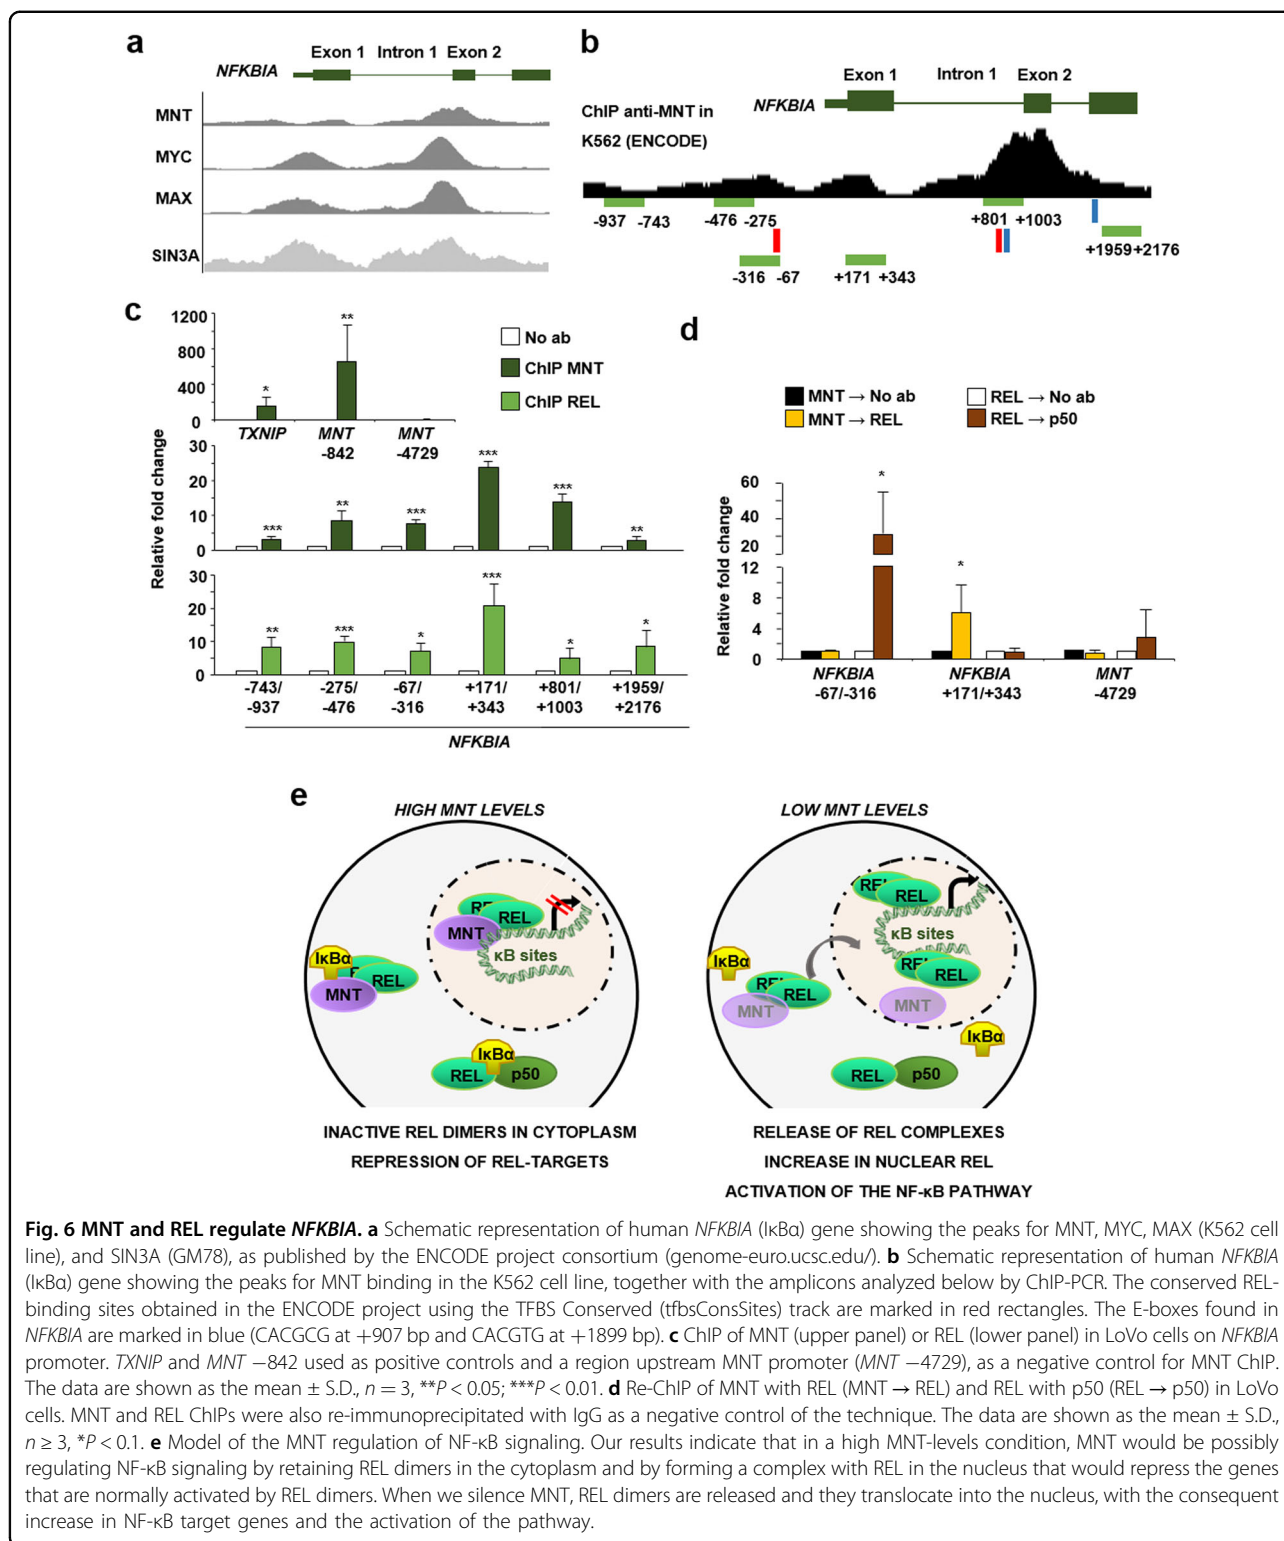 a
Exon 1 Intron 1 Exon 2
NFKBIA
MNT
MYC
MAX
SIN3A
b
Exon 1 Intron 1 Exon 2
NFKBIA
ChIP anti-MNT in
K562 (ENCODE)
-937 -743 -476 -275 +801 +1003
+1959 +2176
-316 -67 +171 +343
c
1200
800
400
0
* **
TXNIP MNT MNT
-842 -4729
No ab
ChIP MNT
ChIP REL
Relative fold change
30
20
10
0
*** ** *** *** *** **
30
20
10
0
** *** * *** * *
-743/ -275/ -67/ +171/ +801/ +1959/
-937 -476 -316 +343 +1003 +2176
NFKBIA
d
MNT → No ab REL → No ab
MNT → REL REL → p50
Relative fold change
60
40
20
12
8
4
0
* *
NFKBIA NFKBIA MNT
-67/-316 +171/+343 -4729
e
HIGH MNT LEVELS
REL
MNT
κB sites
IκBα
REL
MNT
IκBα
REL p50
INACTIVE REL DIMERS IN CYTOPLASM
REPRESSION OF REL-TARGETS
LOW MNT LEVELS
REL
REL
κB sites
REL
REL
MNT
IκBα
REL
REL
MNT
IκBα
REL p50
RELEASE OF REL COMPLEXES
INCREASE IN NUCLEAR REL
ACTIVATION OF THE NF-κB PATHWAY
Fig. 6 MNT and REL regulate NFKBIA. a Schematic representation of human NFKBIA (IκBα) gene showing the peaks for MNT, MYC, MAX (K562 cell
line), and SIN3A (GM78), as published by the ENCODE project consortium (genome-euro.ucsc.edu/). b Schematic representation of human NFKBIA
(IκBα) gene showing the peaks for MNT binding in the K562 cell line, together with the amplicons analyzed below by ChIP-PCR. The conserved REL-
binding sites obtained in the ENCODE project using the TFBS Conserved (tfbsConsSites) track are marked in red rectangles. The E-boxes found in
NFKBIA are marked in blue (CACGCG at +907 bp and CACGTG at +1899 bp). c ChIP of MNT (upper panel) or REL (lower panel) in LoVo cells on NFKBIA
promoter. TXNIP and MNT −842 used as positive controls and a region upstream MNT promoter (MNT −4729), as a negative control for MNT ChIP.
The data are shown as the mean ± S.D., n = 3, **P < 0.05; ***P < 0.01. d Re-ChIP of MNT with REL (MNT → REL) and REL with p50 (REL → p50) in LoVo
cells. MNT and REL ChIPs were also re-immunoprecipitated with IgG as a negative control of the technique. The data are shown as the mean ± S.D.,
n ≥ 3, *P < 0.1. e Model of the MNT regulation of NF-κB signaling. Our results indicate that in a high MNT-levels condition, MNT would be possibly
regulating NF-κB signaling by retaining REL dimers in the cytoplasm and by forming a complex with REL in the nucleus that would repress the genes
that are normally activated by REL dimers. When we silence MNT, REL dimers are released and they translocate into the nucleus, with the consequent
increase in NF-κB target genes and the activation of the pathway.